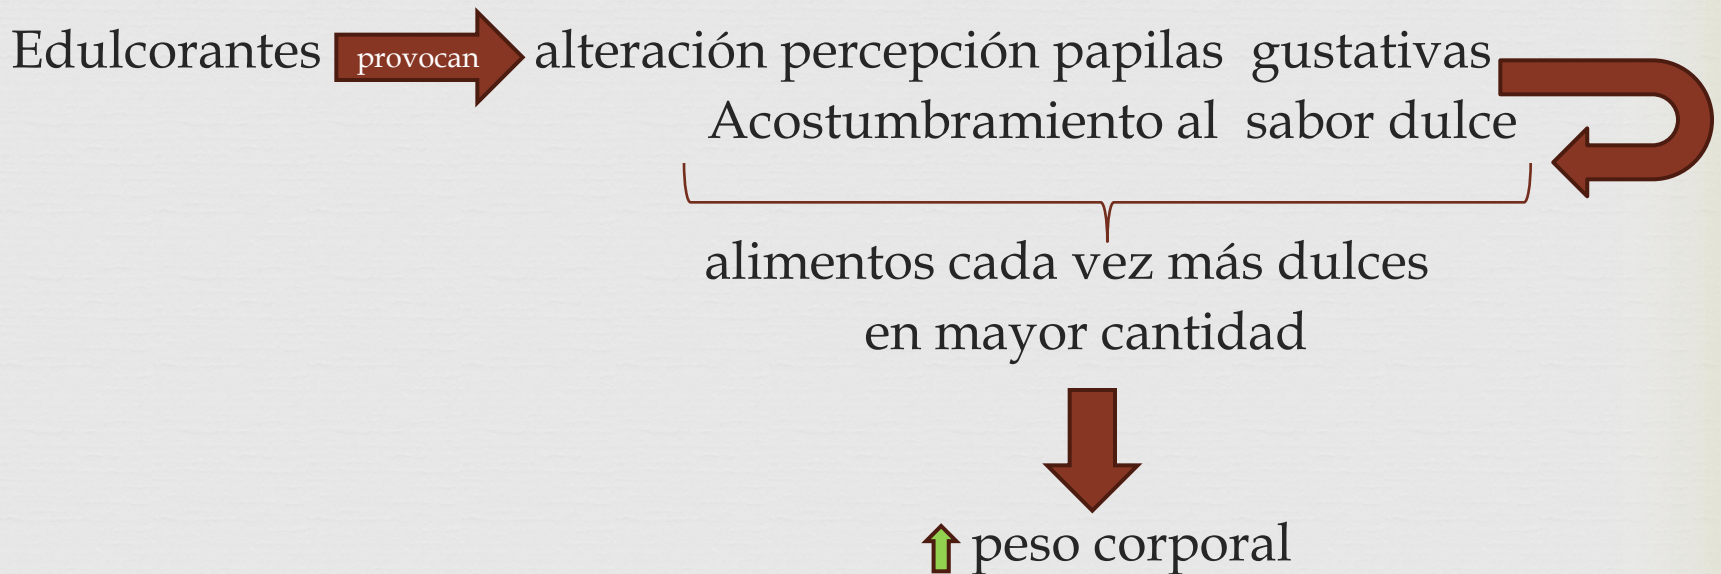 Edulcorantes provocan alteración percepción papilas gustativas
Acostumbramiento al sabor dulce
alimentos cada vez más dulces
en mayor cantidad
peso corporal